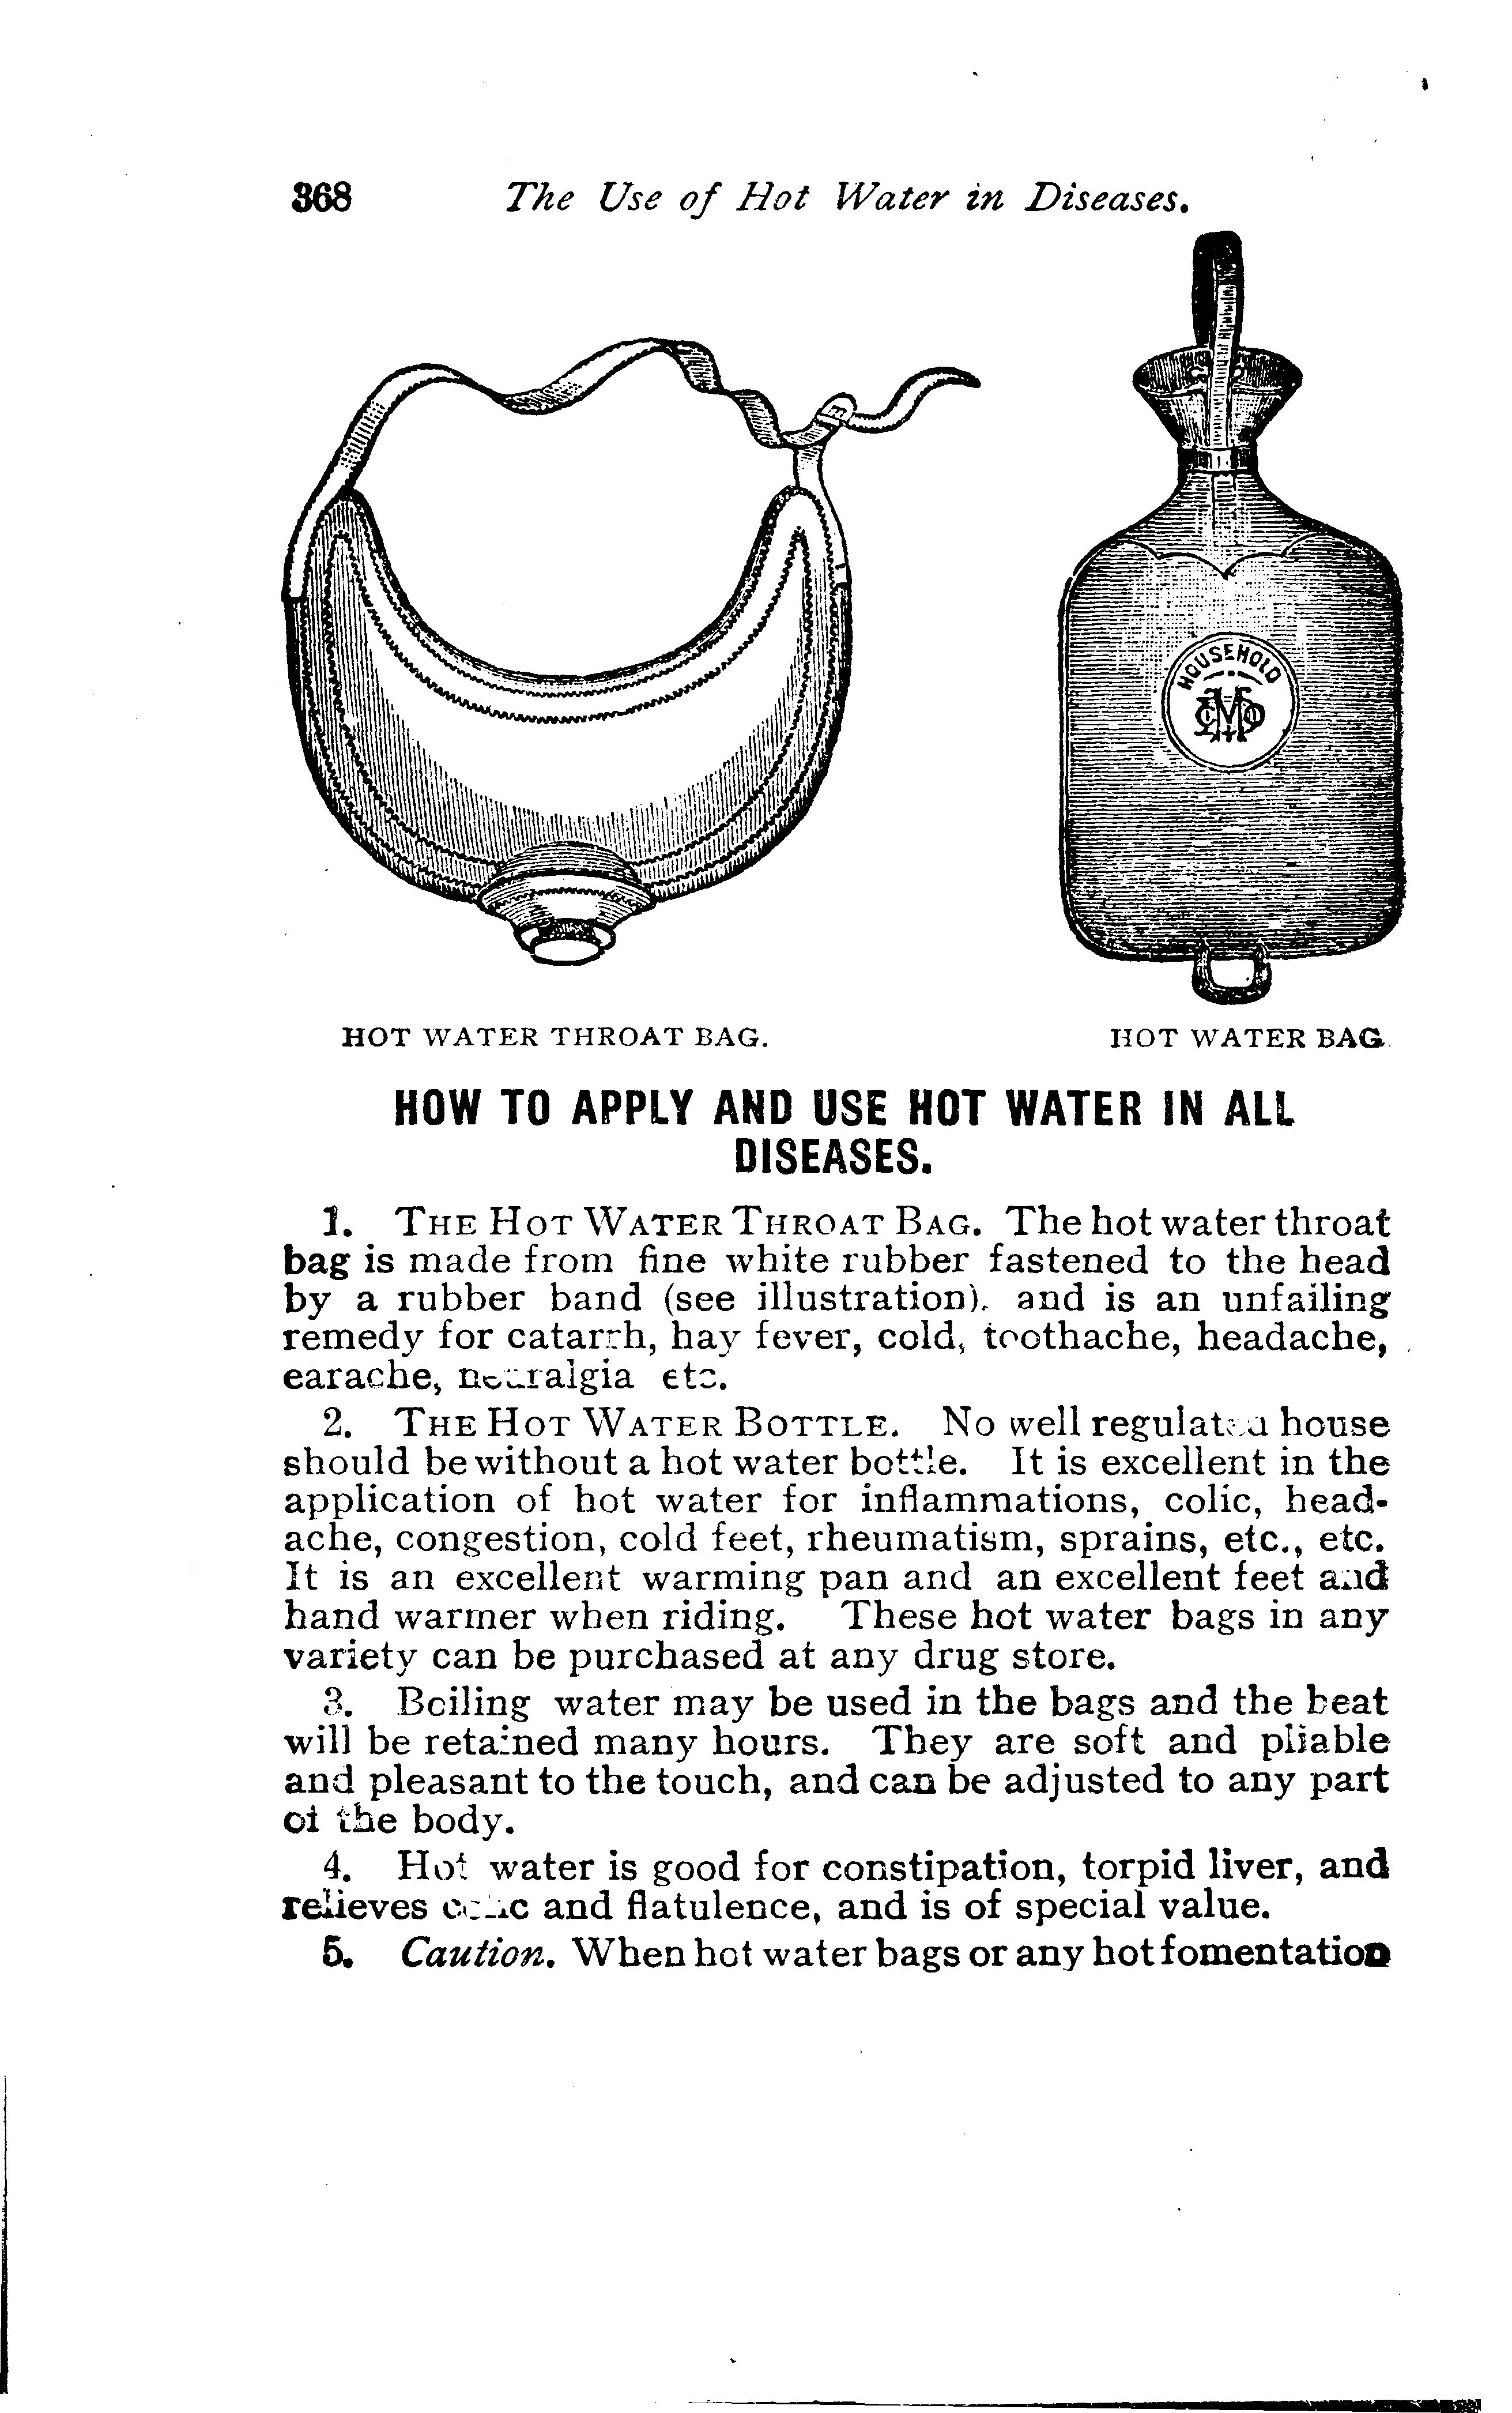 368 The Use of Hot Water in Diseases.
HOUSEHOLD
HOT WATER THROAT BAG.
HOT WATER BAG
HOW TO APPLY AND USE HOT WATER IN ALL
DISEASES.
1. THE HOT WATER THROAT BAG. The hot water throat
bag is made from fine white rubber fastened to the head
by a rubber band (see illustration), and is an unfailing
remedy for catarrh, hay fever, cold, toothache, headache,
earache, neuralgia etc.
2. THE HOT WATER BOTTLE. No well regulated house
should be without a hot water bottle. It is excellent in the
application of hot water for inflammations, colic, head-
ache, congestion, cold feet, rheumatism, sprains, etc., etc.
It is an excellent warming pan and an excellent feet and
hand warmer when riding. These hot water bags in any
variety can be purchased at any drug store.
3. Boiling water may be used in the bags and the heat
will be retained many hours. They are soft and pliable
and pleasant to the touch, and can be adjusted to any part
of the body.
4. Hot water is good for constipation, torpid liver, and
relieves colic and flatulence, and is of special value.
5. Caution. When hot water bags or any hot fomentation